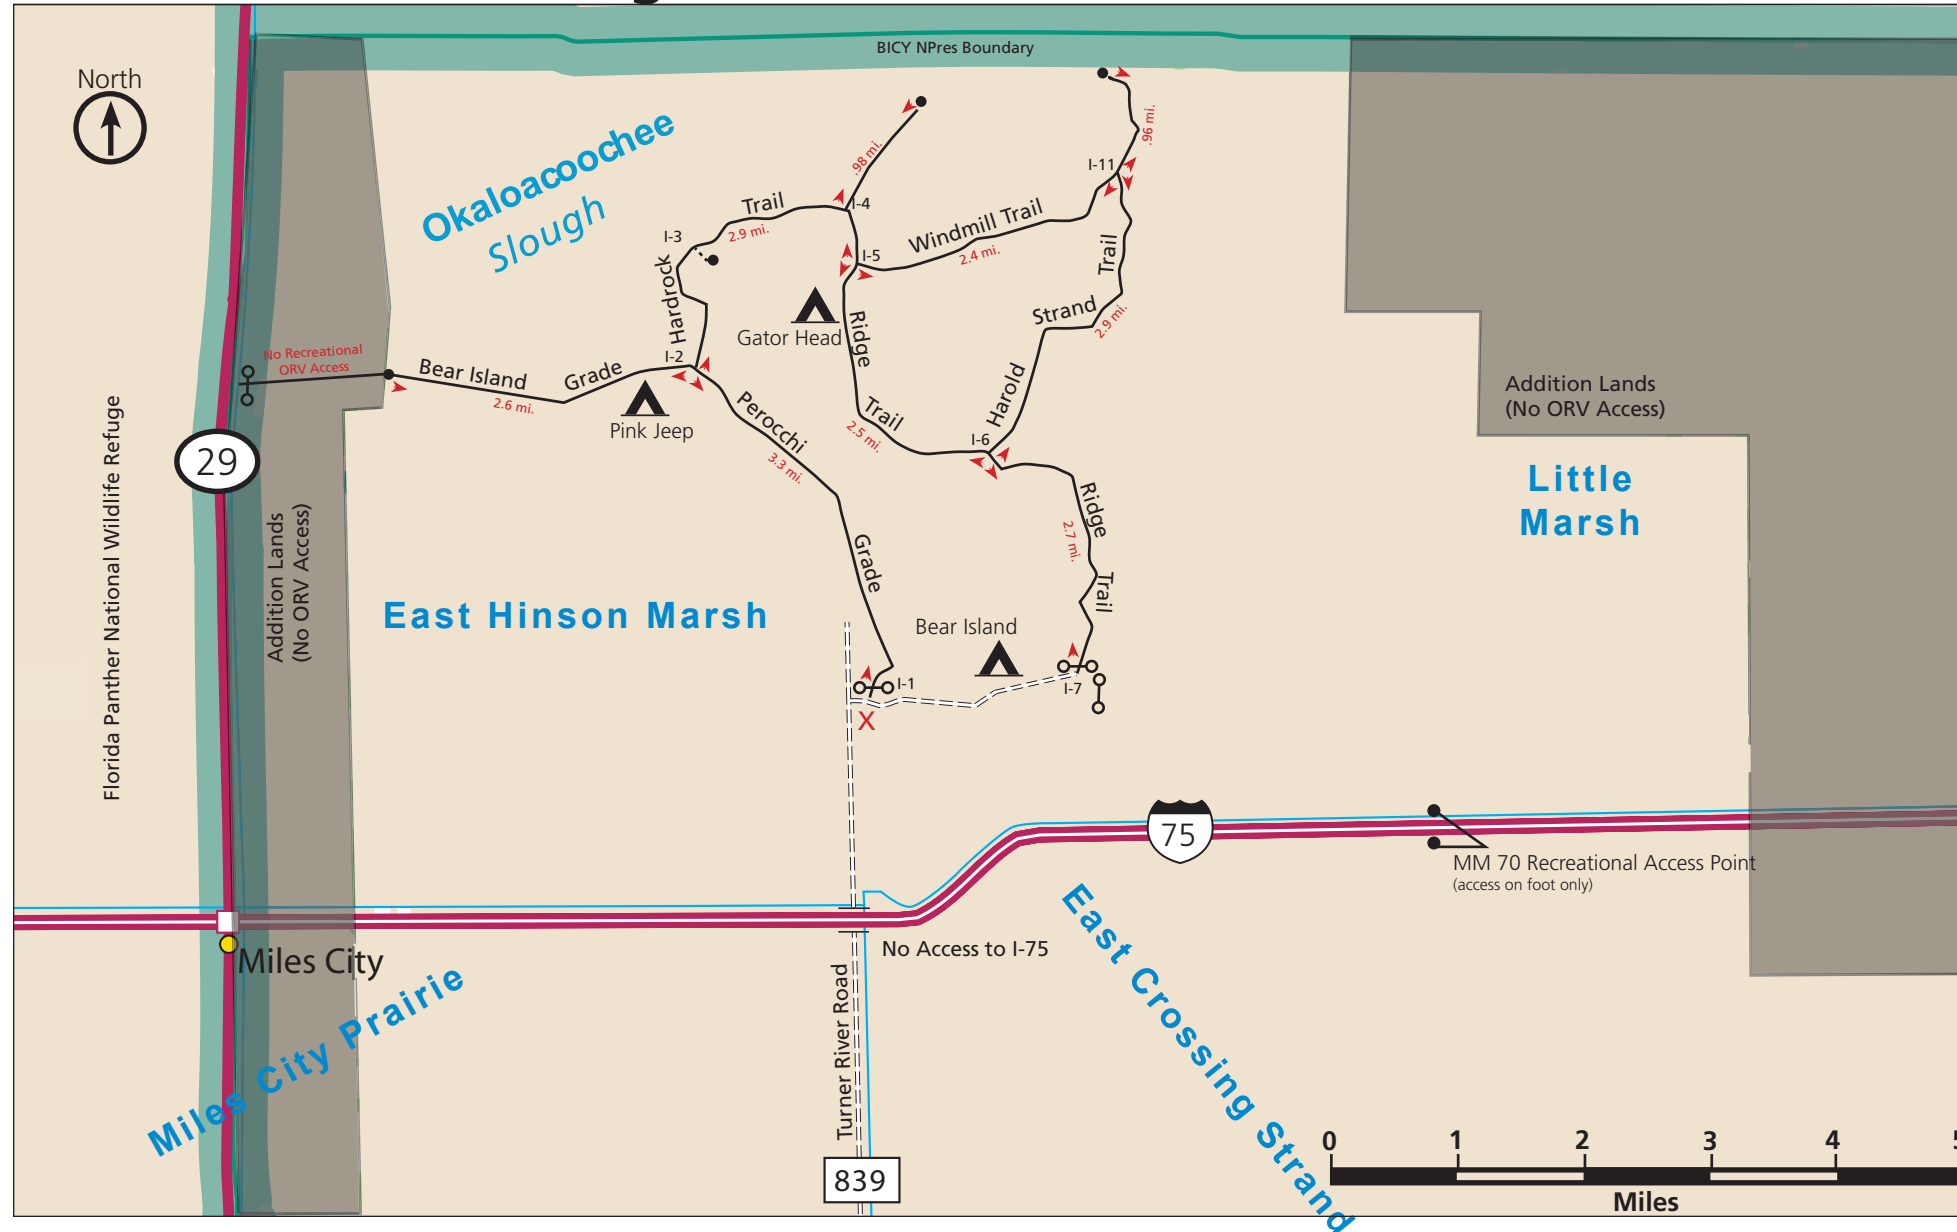 BICY NPres Boundary
North
Okaloacoochee
Slough
.98 mi.
.96 mi.
I-11
Trail
2.9 mi.
I-4
I-3
Hardrock
I-5
Windmill Trail
2.4 mi.
Trail
Strand
2.9 mi.
Harold
Gator Head
Ridge
Trail
2.5 mi.
I-6
No Recreational
ORV Access
Bear Island
Grade
2.6 mi.
I-2
Pink Jeep
Perocchi
3.3 mi.
Grade
Ridge
2.7 mi.
Trail
Addition Lands
(No ORV Access)
Little
Marsh
29
Florida Panther National Wildlife Refuge
Addition Lands
(No ORV Access)
East Hinson Marsh
Bear Island
I-1
I-7
X
75
MM 70 Recreational Access Point
(access on foot only)
Miles City
No Access to I-75
Miles City Prairie
East Crossing Strand
Turner River Road
839
0 1 2 3 4
Miles